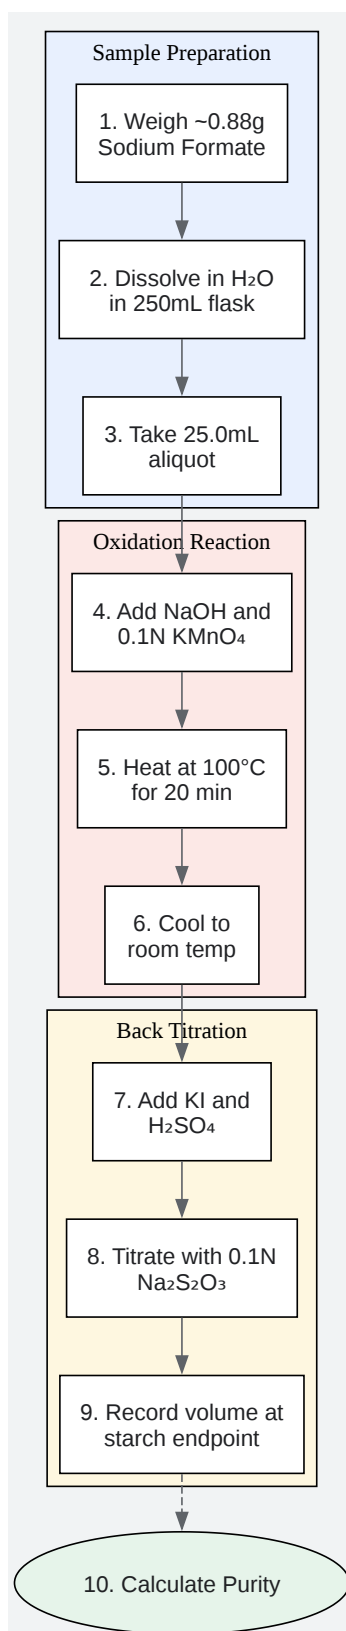 Sample Preparation
1. Weigh ~0.88g
Sodium Formate
2. Dissolve in H₂O
in 250mL flask
3. Take 25.0mL
aliquot
Oxidation Reaction
4. Add NaOH and
0.1N KMnO₄
5. Heat at 100°C
for 20 min
6. Cool to
room temp
Back Titration
7. Add KI and
H₂SO₄
8. Titrate with 0.1N
Na₂S₂O₃
9. Record volume at
starch endpoint
10. Calculate Purity